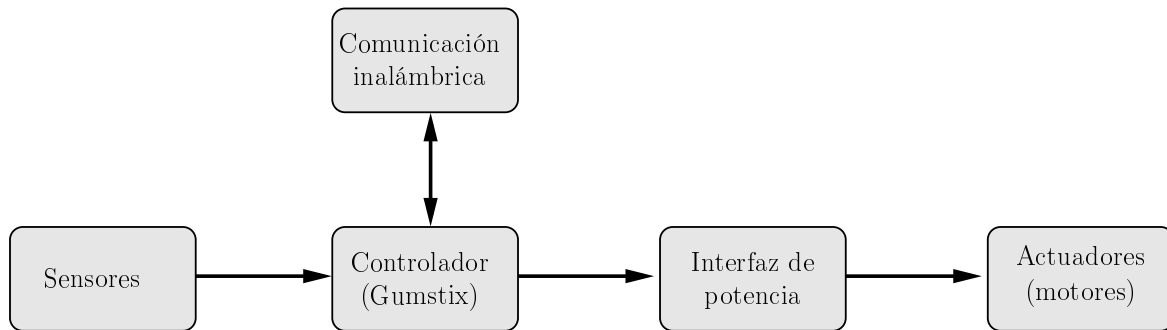 Comunicación
inalámbrica
Sensores
Controlador
(Gumstix)
Interfaz de
potencia
Actuadores
(motores)